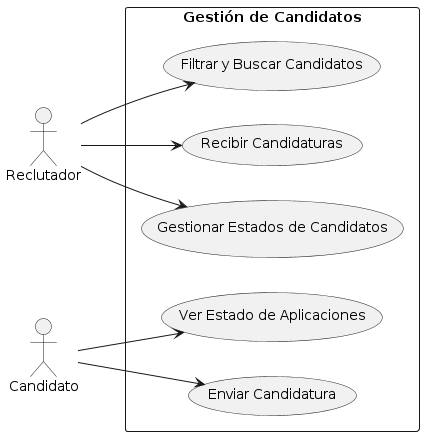 Gestión de Candidatos
Filtrar y Buscar Candidatos
Recibir Candidaturas
Reclutador
Gestionar Estados de Candidatos
Ver Estado de Aplicaciones
Candidato
Enviar Candidatura